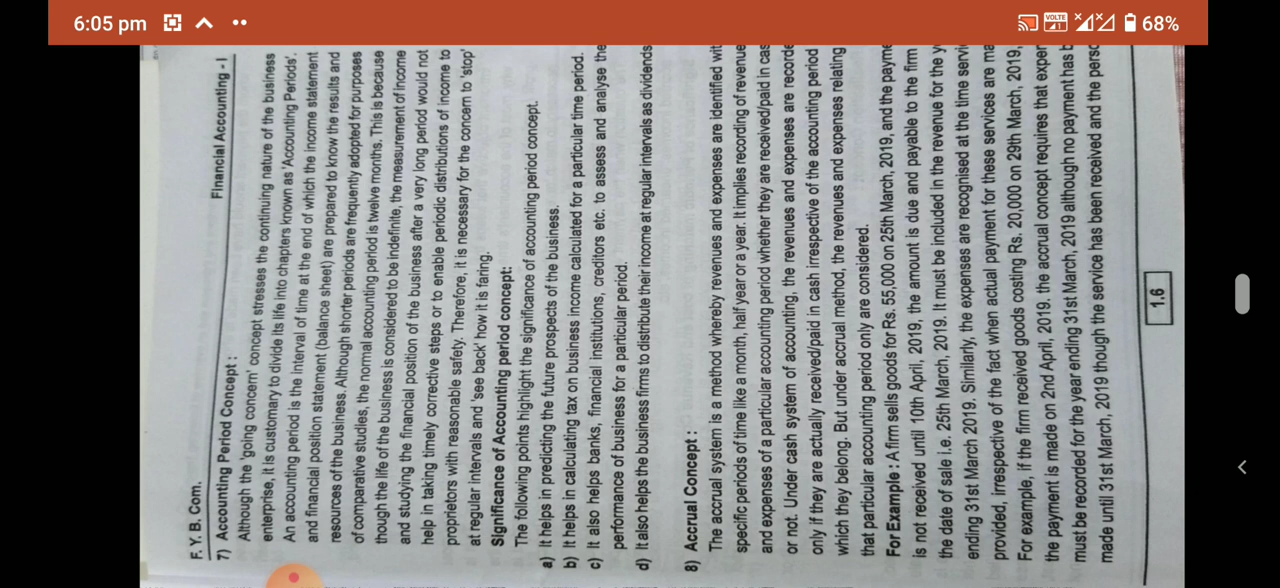 6:05 pm
VOLTE
68%
F. Y. B. Com.
Financial Accounting - I
7) Accounting Period Concept :
Although the 'going concern' concept stresses the continuing nature of the business
enterprise, it is customary to divide its life into chapters known as 'Accounting Periods'.
An accounting period is the interval of time at the end of which the income statement
and financial position statement (balance sheet) are prepared to know the results and
resources of the business. Although shorter periods are frequently adopted for purposes
of comparative studies, the normal accounting period is twelve months. This is because
though the life of the business is considered to be indefinite, the measurement of income
and studying the financial position of the business after a very long period would not
help in taking timely corrective steps or to enable periodic distributions of income to
proprietors with reasonable safety. Therefore, it is necessary for the concern to 'stop'
at regular intervals and 'see back' how it is faring.
Significance of Accounting period concept:
The following points highlight the significance of accounting period concept.
a) It helps in predicting the future prospects of the business.
b) It helps in calculating tax on business income calculated for a particular time period.
c) It also helps banks, financial institutions, creditors etc. to assess and analyse the
performance of business for a particular period.
d) It also helps the business firms to distribute their income at regular intervals as dividends
8) Accrual Concept :
The accrual system is a method whereby revenues and expenses are identified wit
specific periods of time like a month, half year or a year. It implies recording of revenue
and expenses of a particular accounting period whether they are received/paid in cas
or not. Under cash system of accounting, the revenues and expenses are recorde
only if they are actually received/paid in cash irrespective of the accounting period
which they belong. But under accrual method, the revenues and expenses relating
that particular accounting period only are considered.
For Example : A firm sells goods for Rs. 55,000 on 25th March, 2019, and the payme
is not received until 10th April, 2019, the amount is due and payable to the firm
the date of sale i.e. 25th March, 2019. It must be included in the revenue for the y
ending 31st March 2019. Similarly, the expenses are recognised at the time servi
provided, irrespective of the fact when actual payment for these services are ma
For example, if the firm received goods costing Rs. 20,000 on 29th March, 2019,
the payment is made on 2nd April, 2019. the accrual concept requires that exper
must be recorded for the year ending 31st March, 2019 although no payment has b
made until 31st March, 2019 though the service has been received and the perso
1.6